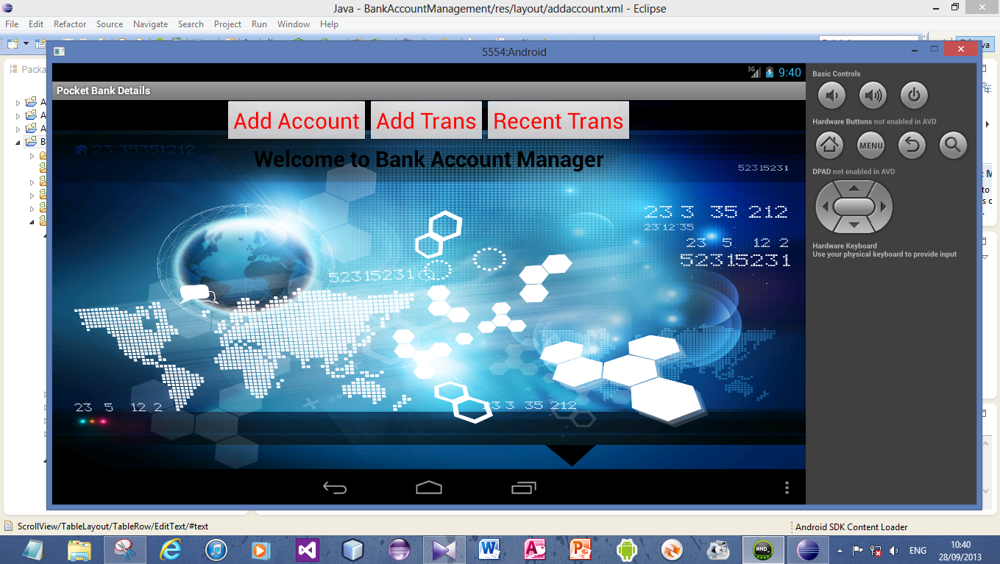 Java - BankAccountManagement/res/layout/addaccount.xml - Eclipse
File Edit Refactor Source Navigate Search Project Run Window Help
5554:Android
Packa
3G 9:40
Pocket Bank Details
Add Account Add Trans Recent Trans
23 35351212
Welcome to Bank Account Manager
52315231
23 3 35 212
23 12 35
23 5 12 2
52315231
52315231
23 5 12 2
23 3 35 212
Basic Controls
Hardware Buttons not enabled in AVD
MENU
DPAD not enabled in AVD
Hardware Keyboard
Use your physical keyboard to provide input
ScrollView/TableLayout/TableRow/EditText/#text
Android SDK Content Loader
ENG
10:40
28/09/2013